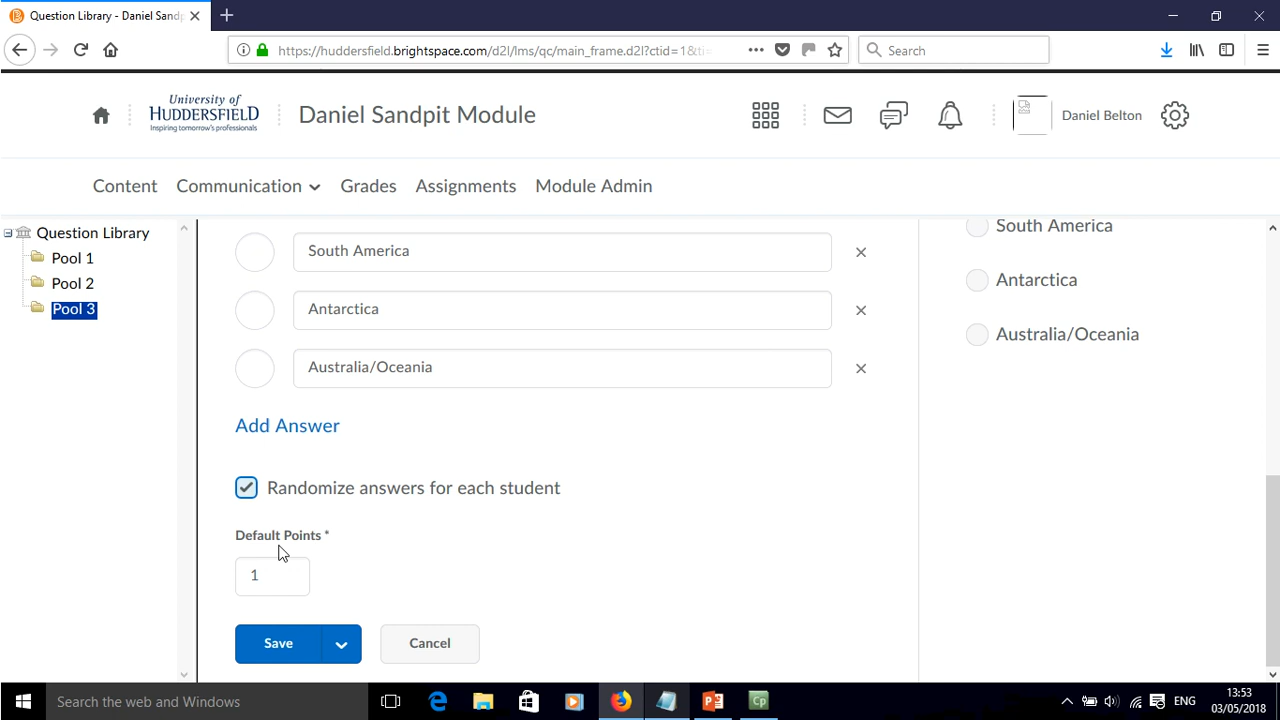 Question Library - Daniel Sandp
https://huddersfield.brightspace.com/d2l/lms/qc/main_frame.d2l?ctid=1&ti
Search
University of
HUDDERSFIELD
Inspiring tomorrow's professionals
Daniel Sandpit Module
Daniel Belton
Content
Communication
Grades
Assignments
Module Admin
Question Library
Pool 1
Pool 2
Pool 3
South America
Antarctica
Australia/Oceania
Add Answer
Randomize answers for each student
Default Points *
1
Save
Cancel
South America
Antarctica
Australia/Oceania
Search the web and Windows
ENG
13:53
03/05/2018